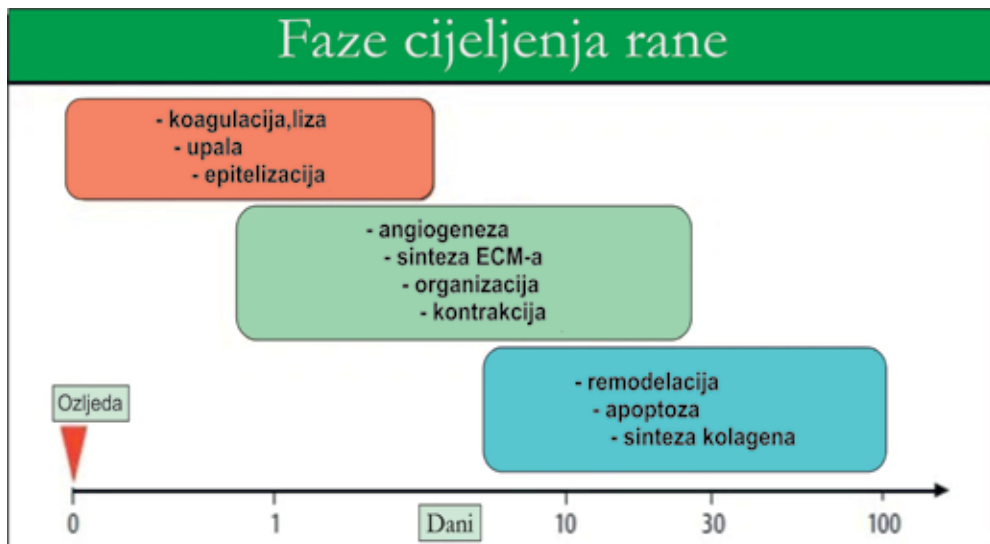 Faze cijeljenja rane
- koagulacija,liza
- upala
- epitelizacija
- angiogeneza
- sinteza ECM-a
- organizacija
- kontrakcija
- remodelacija
- apoptoza
- sinteza kolagena
Ozljeda
0 1 Dani 10 30 100